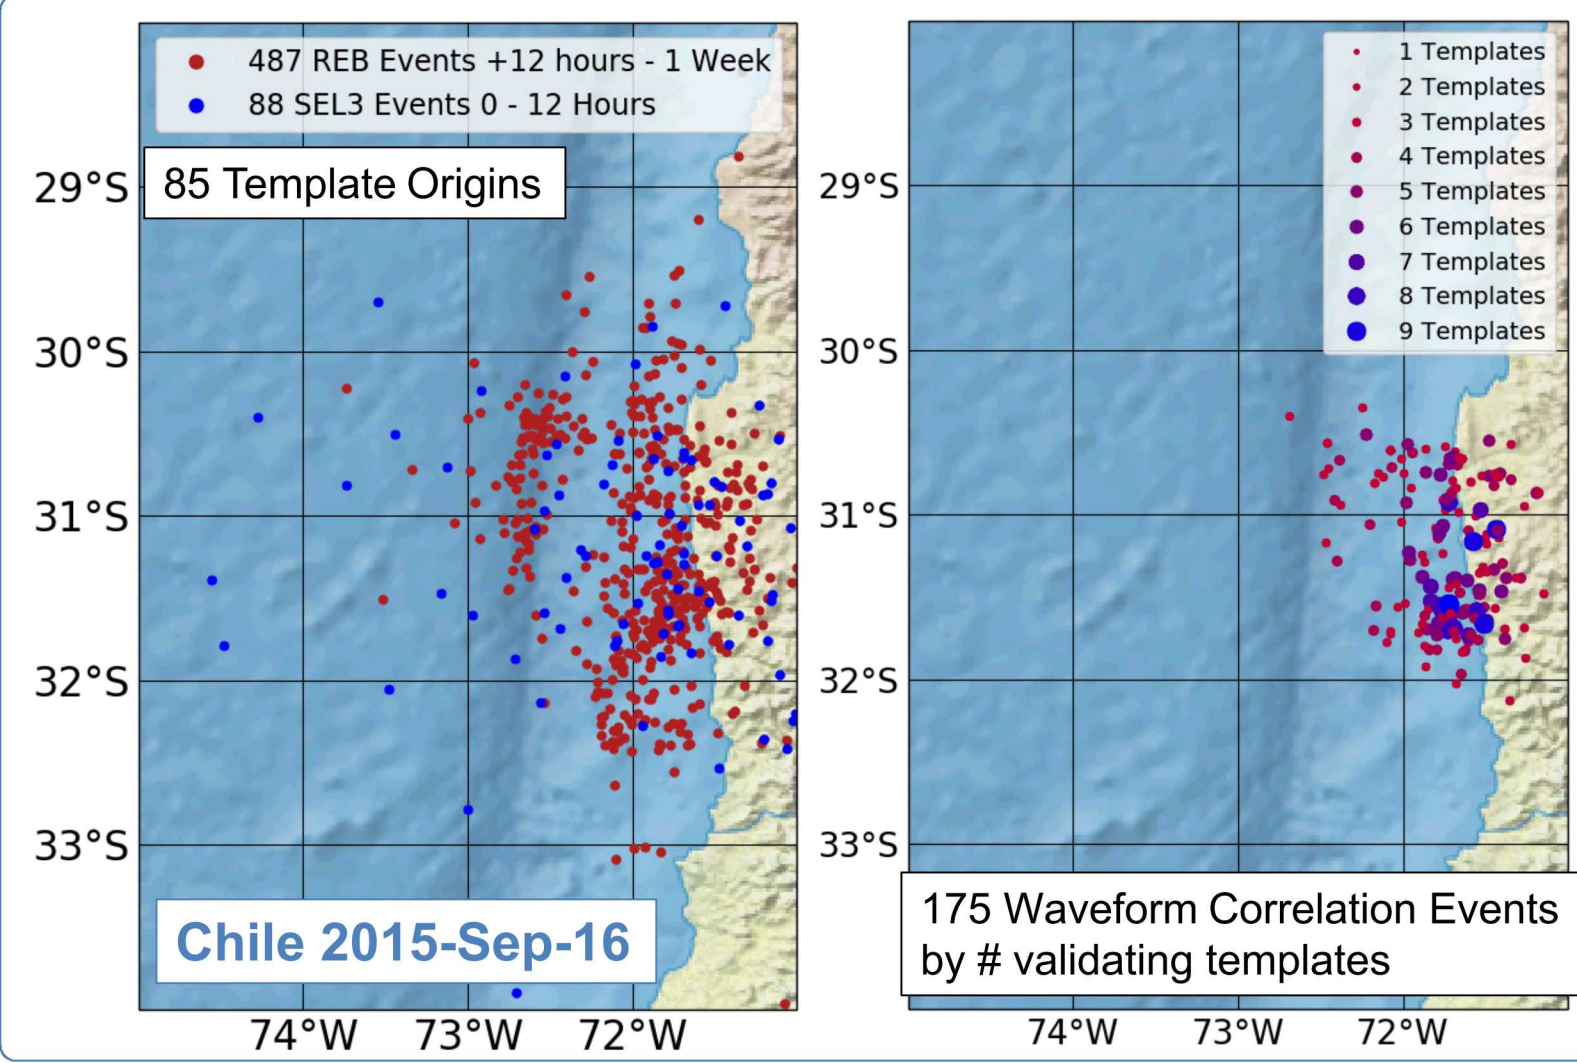 487 REB Events +12 hours - 1 Week
88 SEL3 Events 0 - 12 Hours
85 Template Origins
29°S
30°S
31°S
32°S
33°S
Chile 2015-Sep-16
74°W 73°W 72°W
1 Templates
2 Templates
3 Templates
4 Templates
5 Templates
6 Templates
7 Templates
8 Templates
9 Templates
29°S
30°S
31°S
32°S
33°S
175 Waveform Correlation Events
by # validating templates
74°W 73°W 72°W